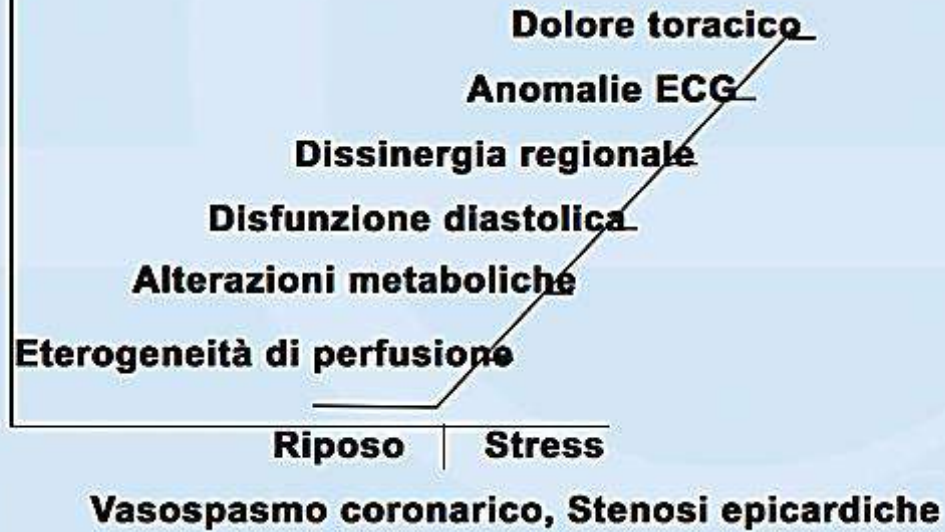 Dolore toracico
Anomalie ECG
Dissinergia regionale
Disfunzione diastolica
Alterazioni metaboliche
Eterogeneità di perfusione
Riposo Stress
Vasospasmo coronarico, Stenosi epicardiche